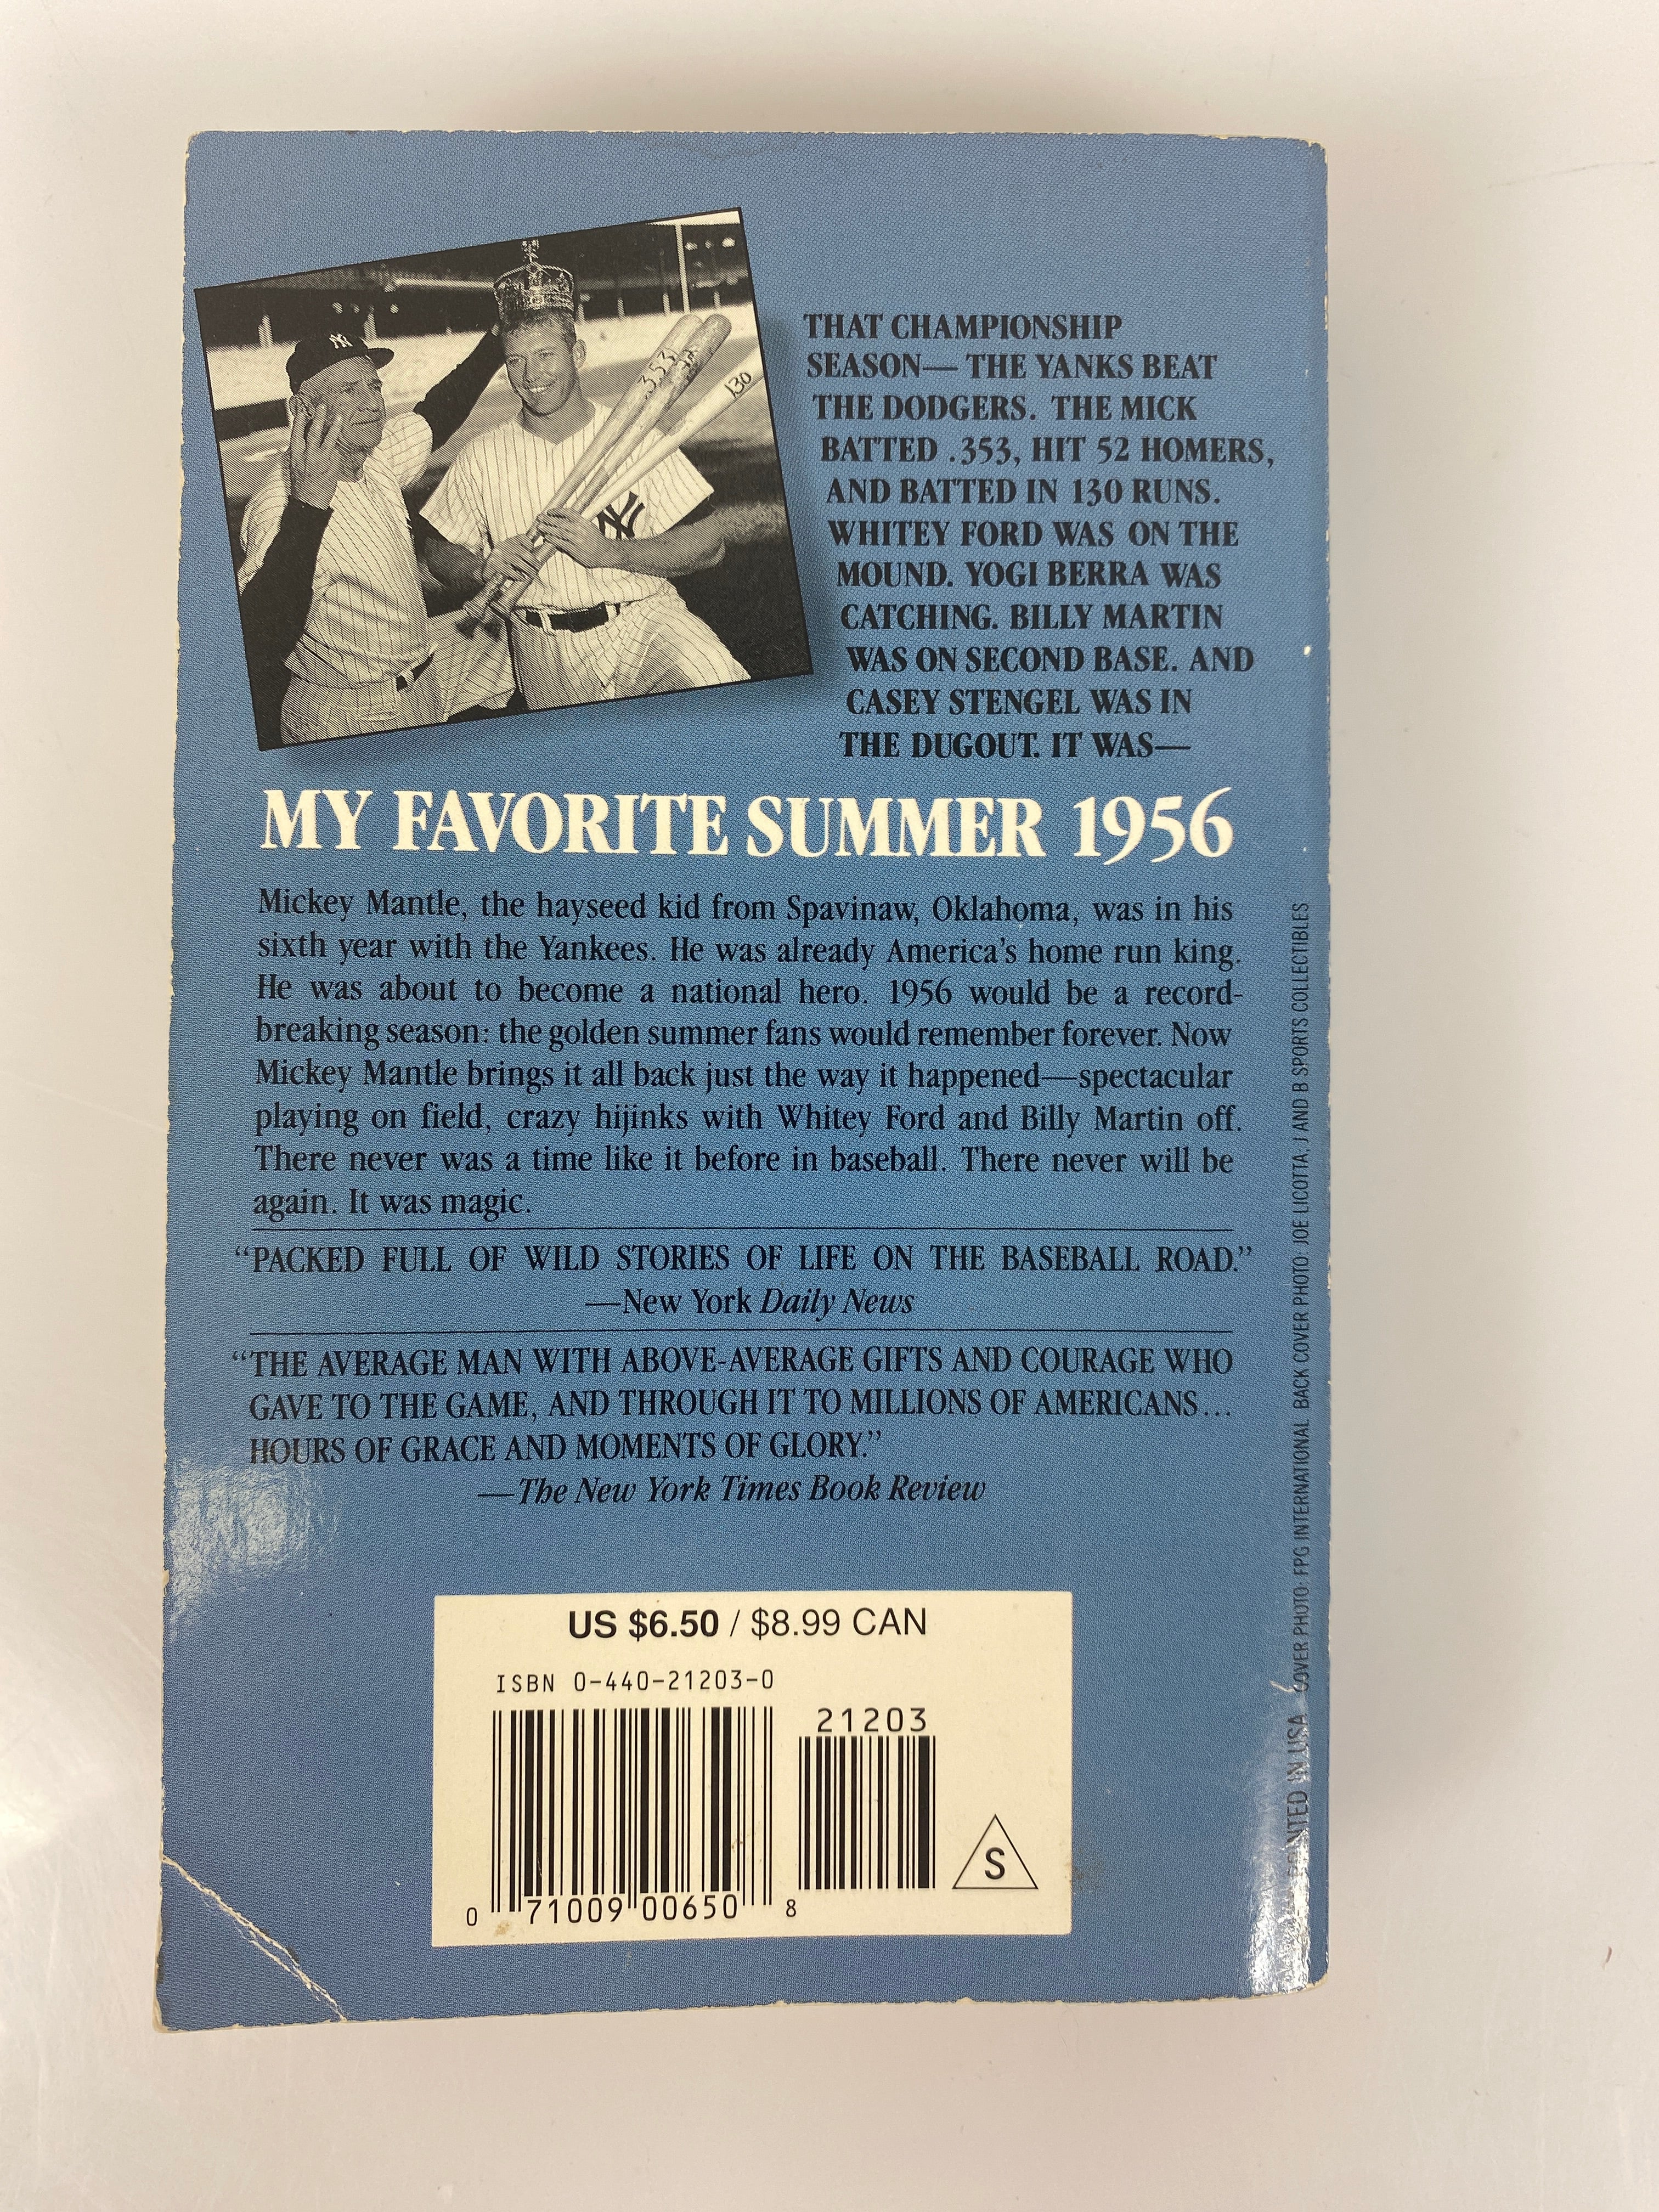 353
130
THAT CHAMPIONSHIP
SEASON— THE YANKS BEAT
THE DODGERS. THE MICK
BATTED .353, HIT 52 HOMERS,
AND BATTED IN 130 RUNS.
WHITEY FORD WAS ON THE
MOUND. YOGI BERRA WAS
CATCHING. BILLY MARTIN
WAS ON SECOND BASE. AND
CASEY STENGEL WAS IN
THE DUGOUT. IT WAS—
MY FAVORITE SUMMER 1956
Mickey Mantle, the hayseed kid from Spavinaw, Oklahoma, was in his
sixth year with the Yankees. He was already America's home run king.
He was about to become a national hero. 1956 would be a record-
breaking season: the golden summer fans would remember forever. Now
Mickey Mantle brings it all back just the way it happened—spectacular
playing on field, crazy hijinks with Whitey Ford and Billy Martin off.
There never was a time like it before in baseball. There never will be
again. It was magic.
“PACKED FULL OF WILD STORIES OF LIFE ON THE BASEBALL ROAD.”
—New York Daily News
“THE AVERAGE MAN WITH ABOVE-AVERAGE GIFTS AND COURAGE WHO
GAVE TO THE GAME, AND THROUGH IT TO MILLIONS OF AMERICANS...
HOURS OF GRACE AND MOMENTS OF GLORY.”
—The New York Times Book Review
US $6.50 / $8.99 CAN
ISBN 0-440-21203-0
21203
0 71009 00650 8
S
PRINTED IN USA COVER PHOTO: FPG INTERNATIONAL BACK COVER PHOTO: JOE LICOTTA, J AND B SPORTS COLLECTIBLES